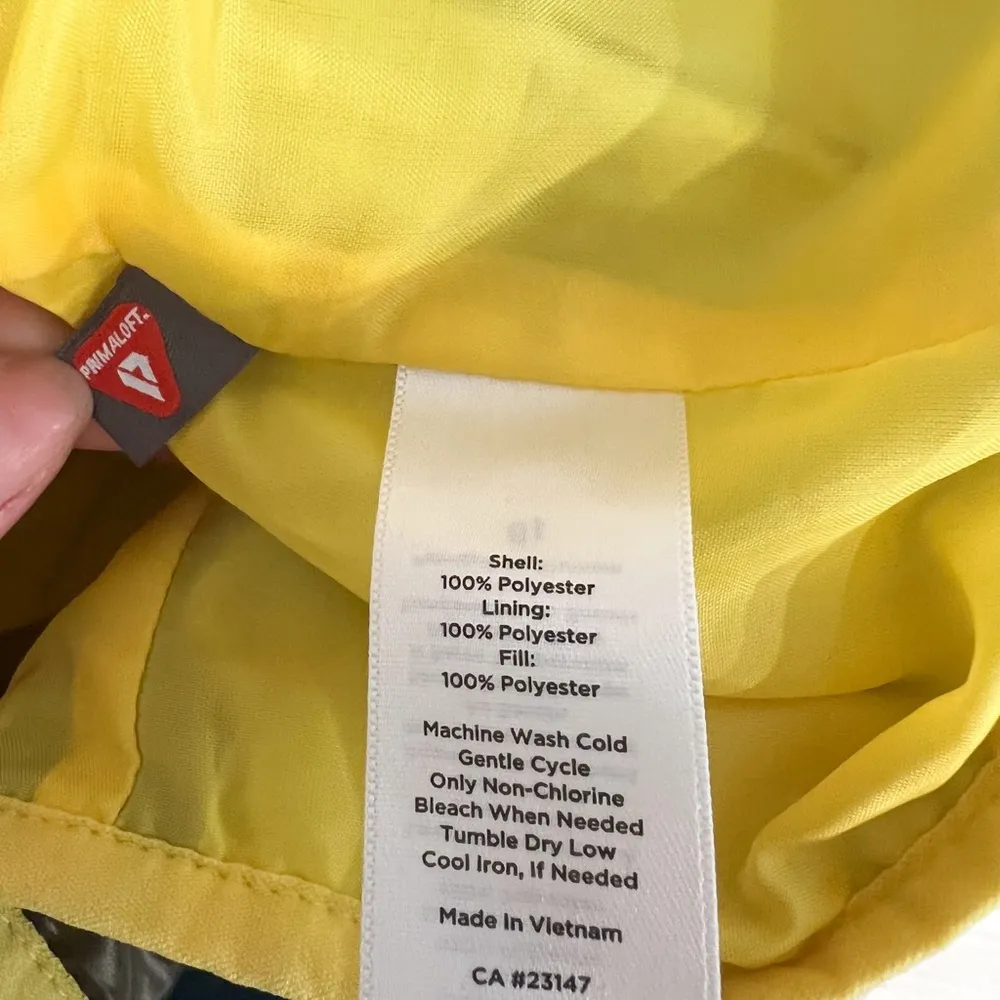 PRIMALOFT
Shell:
100% Polyester
Lining:
100% Polyester
Fill:
100% Polyester
Machine Wash Cold
Gentle Cycle
Only Non-Chlorine
Bleach When Needed
Tumble Dry Low
Cool Iron, If Needed
Made In Vietnam
CA #23147